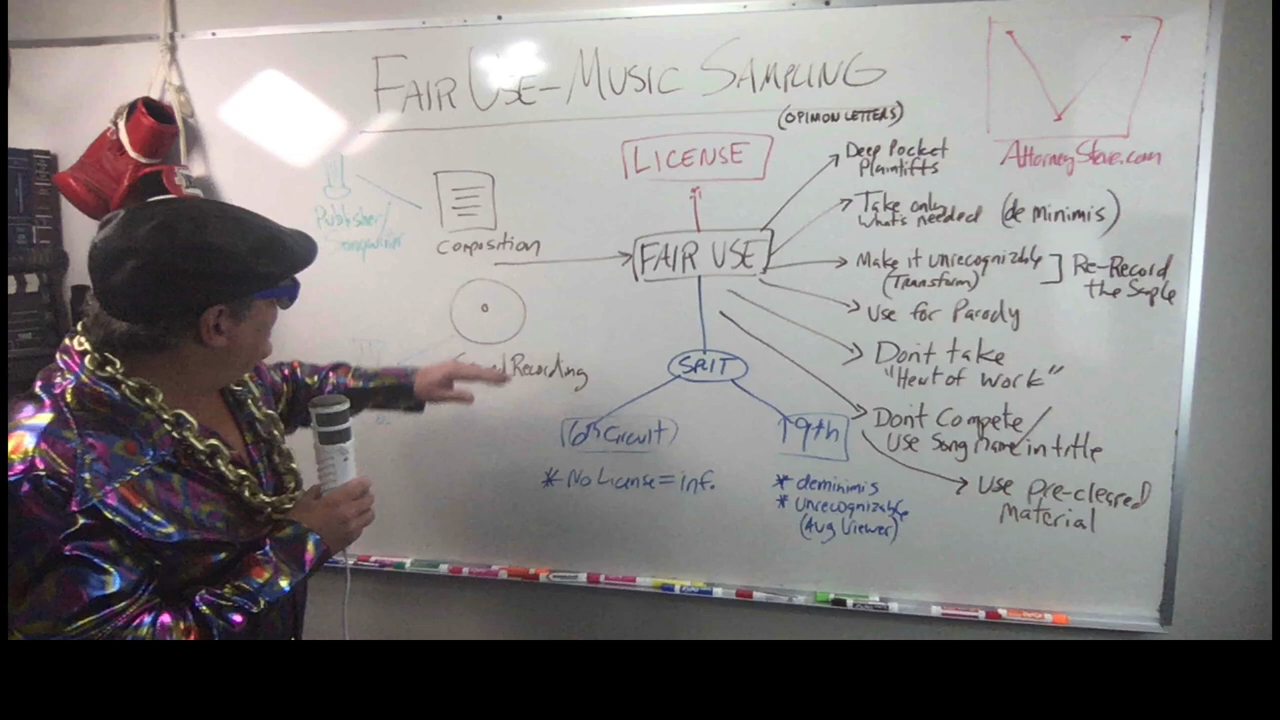 FAIR USE - MUSIC SAMPLING
(OPINION LETTERS)
AttorneySteve.com
LICENSE
Publisher/
Songwriter
Composition
FAIR USE
Deep Pocket
Plaintiffs
Take only
what's needed (de minimis)
Make it unrecognizable
(Transform)
] Re-Record
the Sample
Use for Parody
Don't take
"Heart of Work"
Recording
SPLIT
Don't Compete/
Use Song name in title
Use pre-cleared
Material
6th Circuit
* No License = inf.
9th
* deminimis
* unrecognizable
(Avg Viewer)